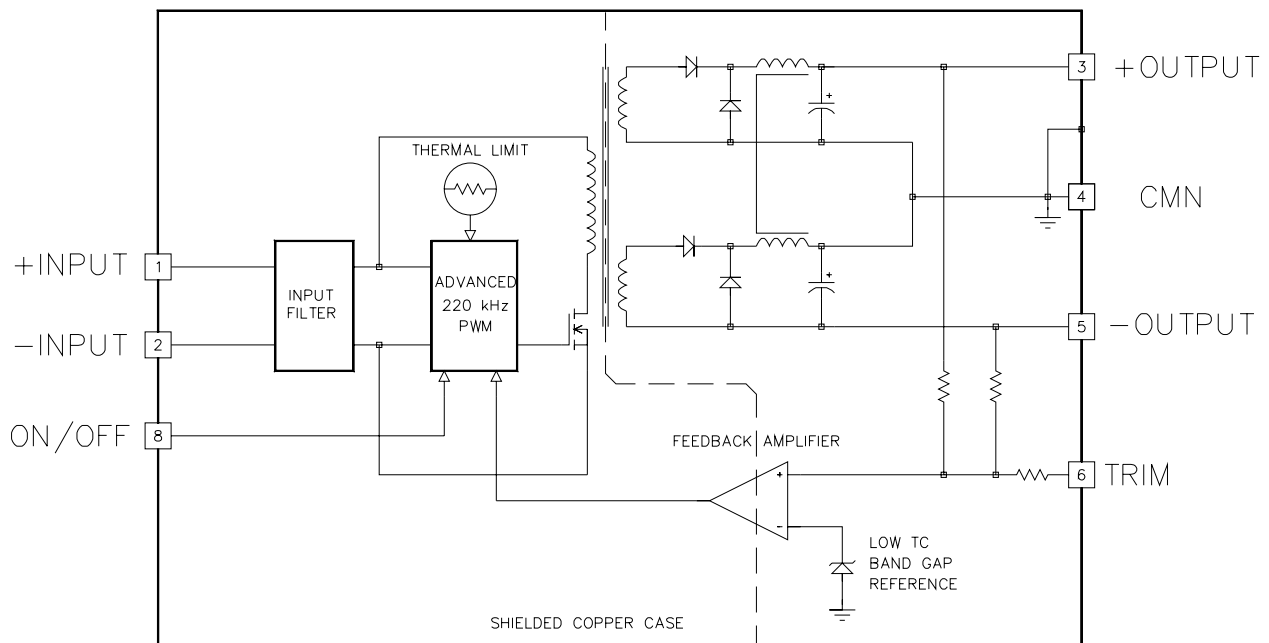 3
+OUTPUT
THERMAL LIMIT
4
CMN
+INPUT
1
INPUT
FILTER
ADVANCED
220 kHz
PWM
-INPUT
2
5
-OUTPUT
ON/OFF
8
FEEDBACK AMPLIFIER
6
TRIM
+
-
+
+
LOW TC
BAND GAP
REFERENCE
SHIELDED COPPER CASE